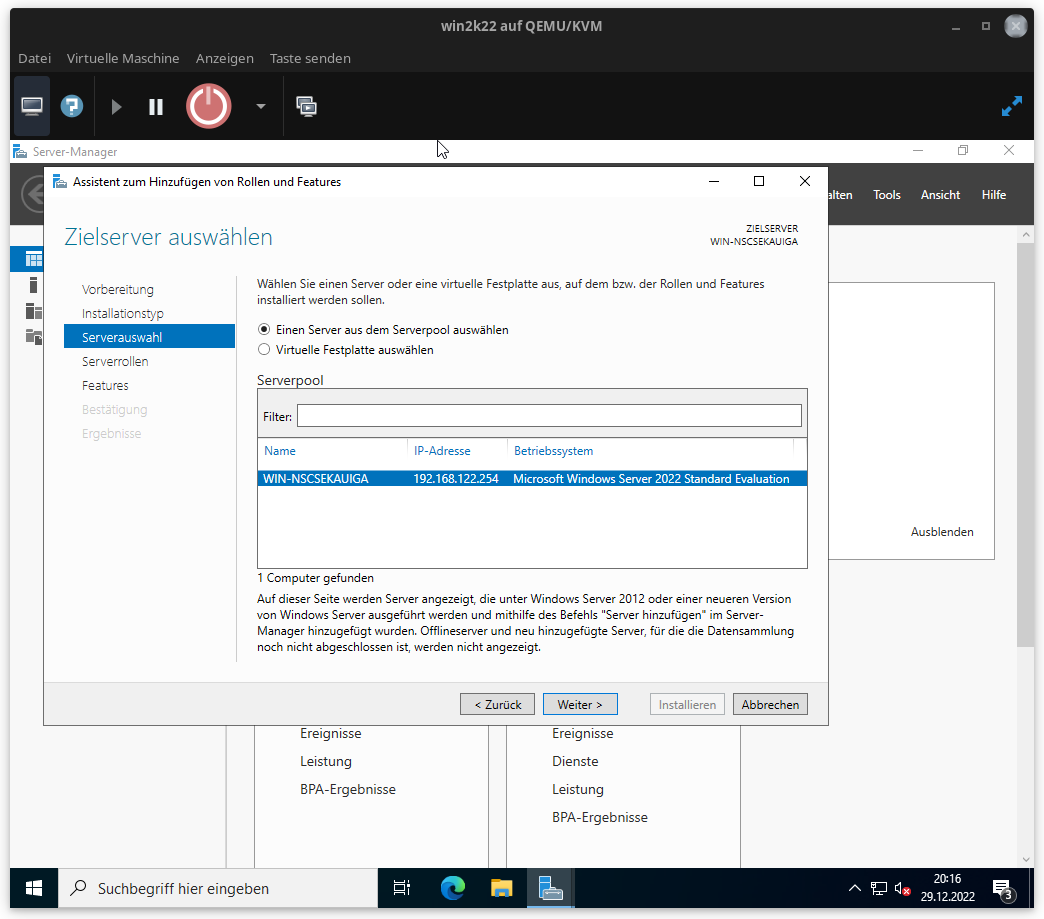 win2k22 auf QEMU/KVM
Datei Virtuelle Maschine Anzeigen Taste senden
Server-Manager
Assistent zum Hinzufügen von Rollen und Features
alten Tools Ansicht Hilfe
Zielserver auswählen
ZIELSERVER
WIN-NSCSEKAUIGA
Vorbereitung
Installationstyp
Serverauswahl
Serverrollen
Features
Bestätigung
Ergebnisse
Wählen Sie einen Server oder eine virtuelle Festplatte aus, auf dem bzw. der Rollen und Features
installiert werden sollen.
Einen Server aus dem Serverpool auswählen
Virtuelle Festplatte auswählen
Serverpool
Filter:
Name IP-Adresse Betriebssystem
WIN-NSCSEKAUIGA 192.168.122.254 Microsoft Windows Server 2022 Standard Evaluation
1 Computer gefunden
Auf dieser Seite werden Server angezeigt, die unter Windows Server 2012 oder einer neueren Version
von Windows Server ausgeführt werden und mithilfe des Befehls "Server hinzufügen" im Server-
Manager hinzugefügt wurden. Offlineserver und neu hinzugefügte Server, für die die Datensammlung
noch nicht abgeschlossen ist, werden nicht angezeigt.
Ausblenden
< Zurück Weiter > Installieren Abbrechen
Ereignisse
Leistung
BPA-Ergebnisse
Ereignisse
Dienste
Leistung
BPA-Ergebnisse
Suchbegriff hier eingeben
20:16
29.12.2022
3